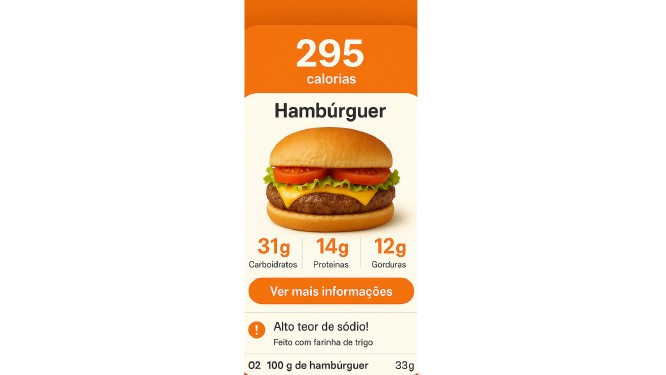 295
calorias
Hambúrguer
31g 14g 12g
Carboidratos Proteinas Gorduras
Ver mais informações
! Alto teor de sódio!
Feito com farinha de trigo
O2 100 g de hambúrguer 33g